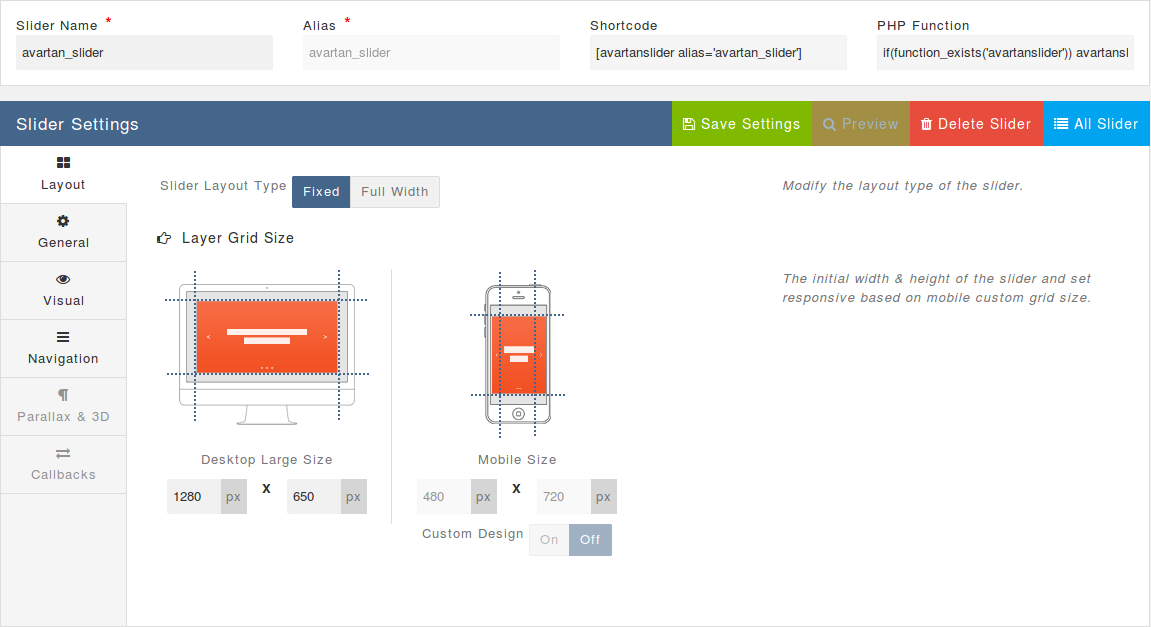 Slider Name *
Alias *
Shortcode
PHP Function
avartan_slider
avartan_slider
[avartanslider alias='avartan_slider']
if(function_exists('avartanslider')) avartansl
Slider Settings
Save Settings
Preview
Delete Slider
All Slider
Layout
General
Visual
Navigation
Parallax & 3D
Callbacks
Slider Layout Type
Fixed
Full Width
Modify the layout type of the slider.
Layer Grid Size
The initial width & height of the slider and set
responsive based on mobile custom grid size.
Desktop Large Size
1280 px X 650 px
Mobile Size
480 px X 720 px
Custom Design
On
Off